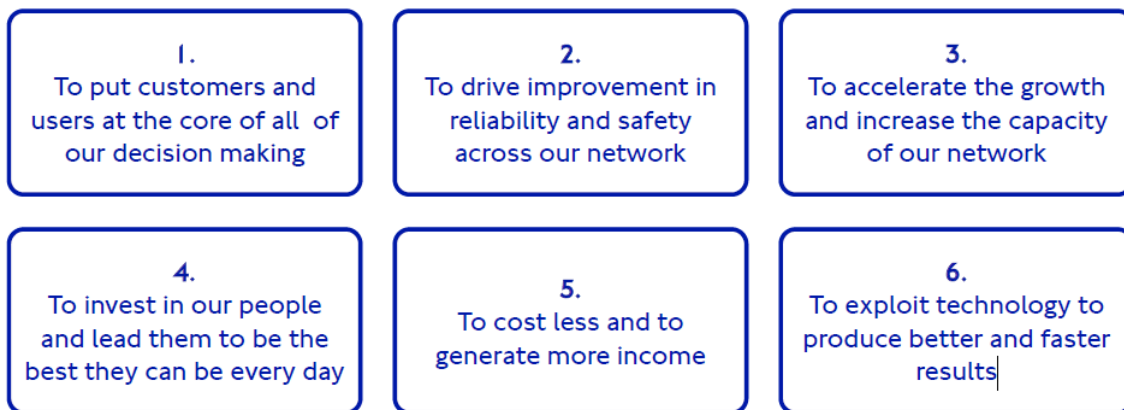 1.
To put customers and
users at the core of all of
our decision making
2.
To drive improvement in
reliability and safety
across our network
3.
To accelerate the growth
and increase the capacity
of our network
4.
To invest in our people
and lead them to be the
best they can be every day
5.
To cost less and to
generate more income
6.
To exploit technology to
produce better and faster
results